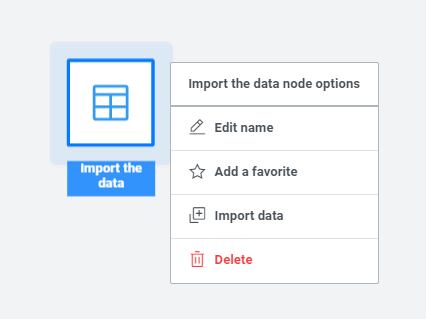 Import the
data
Import the data node options
Edit name
Add a favorite
Import data
Delete